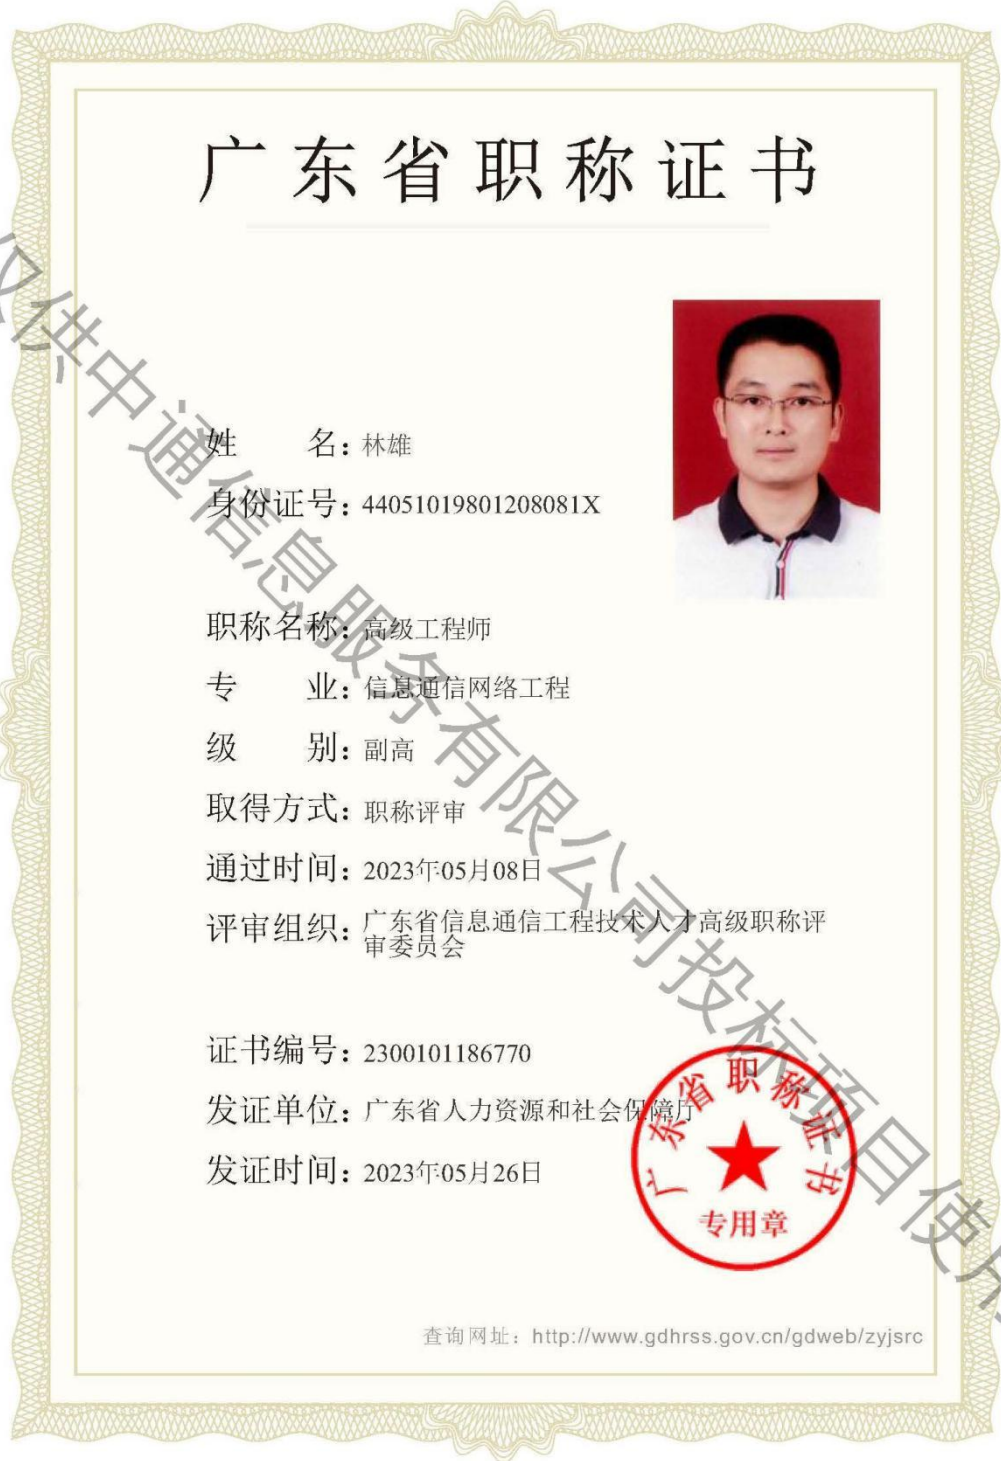 广东省职称证书
姓 名：林雄
身份证号：44051019801208081X
职称名称：高级工程师
专 业：信息通信网络工程
级 别：副高
取得方式：职称评审
通过时间：2023年05月08日
评审组织：广东省信息通信工程技术人才高级职称评
审委员会
证书编号：2300101186770
发证单位：广东省人力资源和社会保障厅
发证时间：2023年05月26日
广东省职称证书
专用章
查询网址：http://www.gdhrss.gov.cn/gdweb/zyjsrc
仅供中通信息服务有限公司投标项目使用